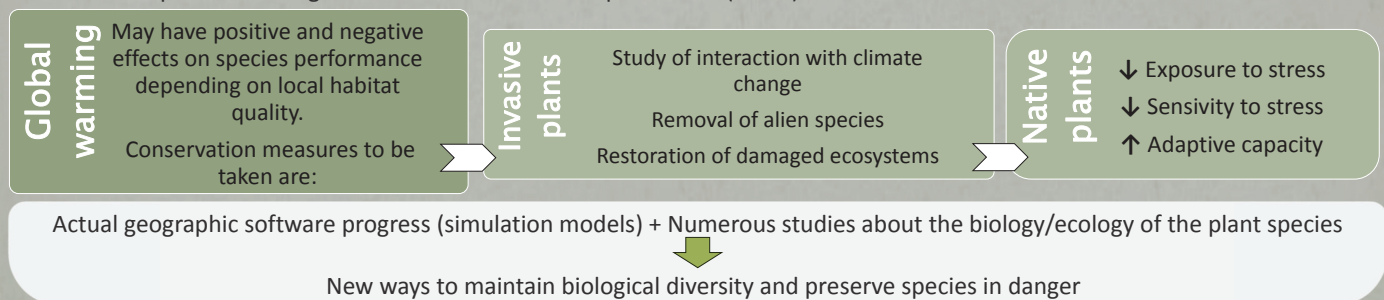 Global
warming
May have positive and negative
effects on species performance
depending on local habitat
quality.
Conservation measures to be
taken are:
Invasive
plants
Study of interaction with climate
change
Removal of alien species
Restoration of damaged ecosystems
Native
plants
↓ Exposure to stress
↓ Sensivity to stress
↑ Adaptive capacity
Actual geographic software progress (simulation models) + Numerous studies about the biology/ecology of the plant species
New ways to maintain biological diversity and preserve species in danger